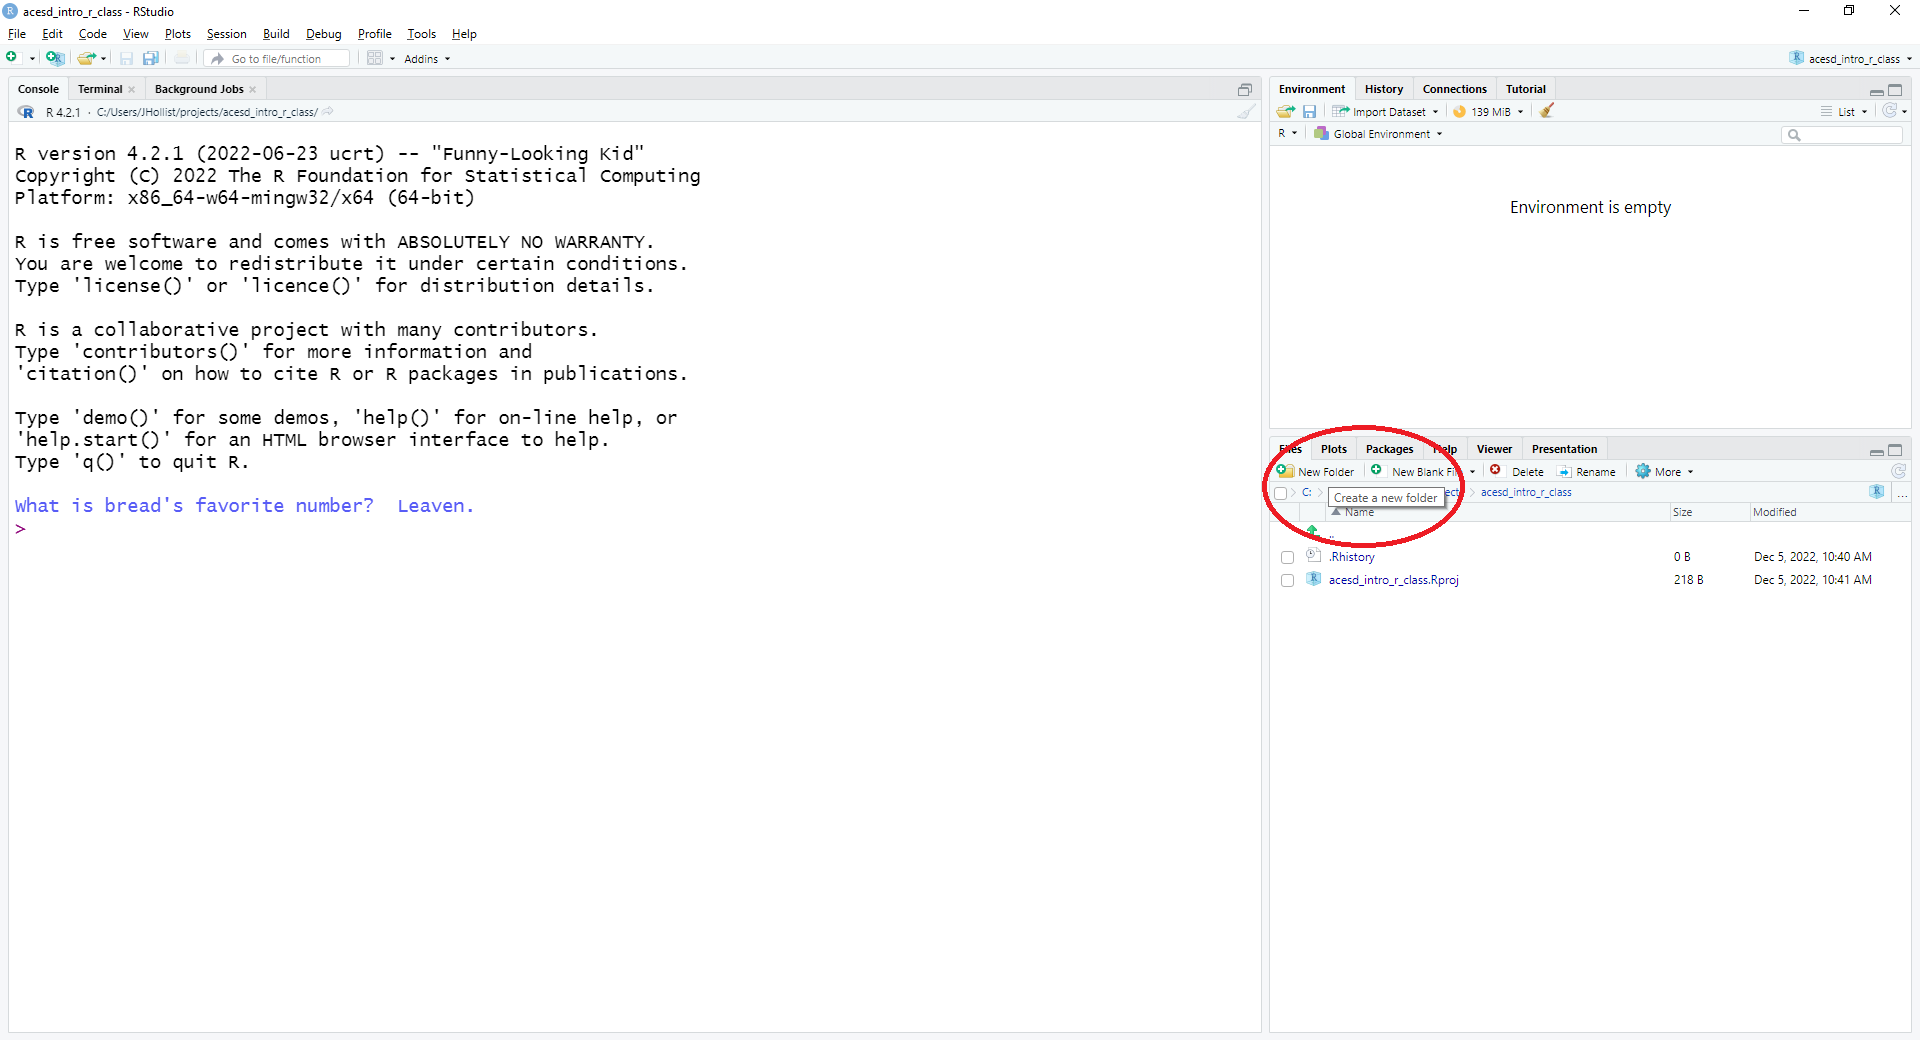 acesd_intro_r_class - RStudio
File Edit Code View Plots Session Build Debug Profile Tools Help
Go to file/function Addins acesd_intro_r_class
Console Terminal Background Jobs
R 4.2.1 · C:/Users/JHollist/projects/acesd_intro_r_class/
R version 4.2.1 (2022-06-23 ucrt) -- "Funny-Looking Kid"
Copyright (C) 2022 The R Foundation for Statistical Computing
Platform: x86_64-w64-mingw32/x64 (64-bit)
R is free software and comes with ABSOLUTELY NO WARRANTY.
You are welcome to redistribute it under certain conditions.
Type 'license()' or 'licence()' for distribution details.
R is a collaborative project with many contributors.
Type 'contributors()' for more information and
'citation()' on how to cite R or R packages in publications.
Type 'demo()' for some demos, 'help()' for on-line help, or
'help.start()' for an HTML browser interface to help.
Type 'q()' to quit R.
What is bread's favorite number?  Leaven.
>
Environment History Connections Tutorial
Import Dataset 139 MiB List
R Global Environment
Environment is empty
Files Plots Packages Help Viewer Presentation
New Folder New Blank File Delete Rename More
C: acesd_intro_r_class ...
Create a new folder
Name Size Modified
..
.Rhistory 0 B Dec 5, 2022, 10:40 AM
acesd_intro_r_class.Rproj 218 B Dec 5, 2022, 10:41 AM